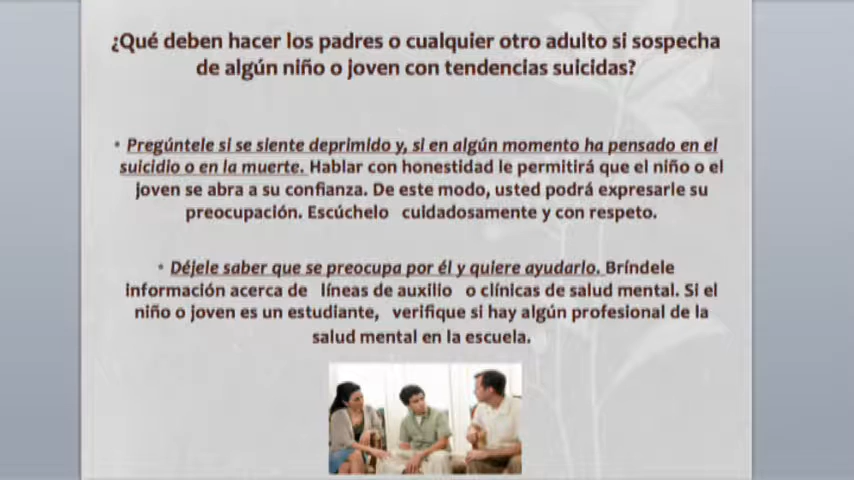 ¿Qué deben hacer los padres o cualquier otro adulto si sospecha
de algún niño o joven con tendencias suicidas?
• Pregúntele si se siente deprimido y, si en algún momento ha pensado en el
suicidio o en la muerte. Hablar con honestidad le permitirá que el niño o el
joven se abra a su confianza. De este modo, usted podrá expresarle su
preocupación. Escúchelo cuidadosamente y con respeto.
• Déjele saber que se preocupa por él y quiere ayudarlo. Bríndele
información acerca de líneas de auxilio o clínicas de salud mental. Si el
niño o joven es un estudiante, verifique si hay algún profesional de la
salud mental en la escuela.